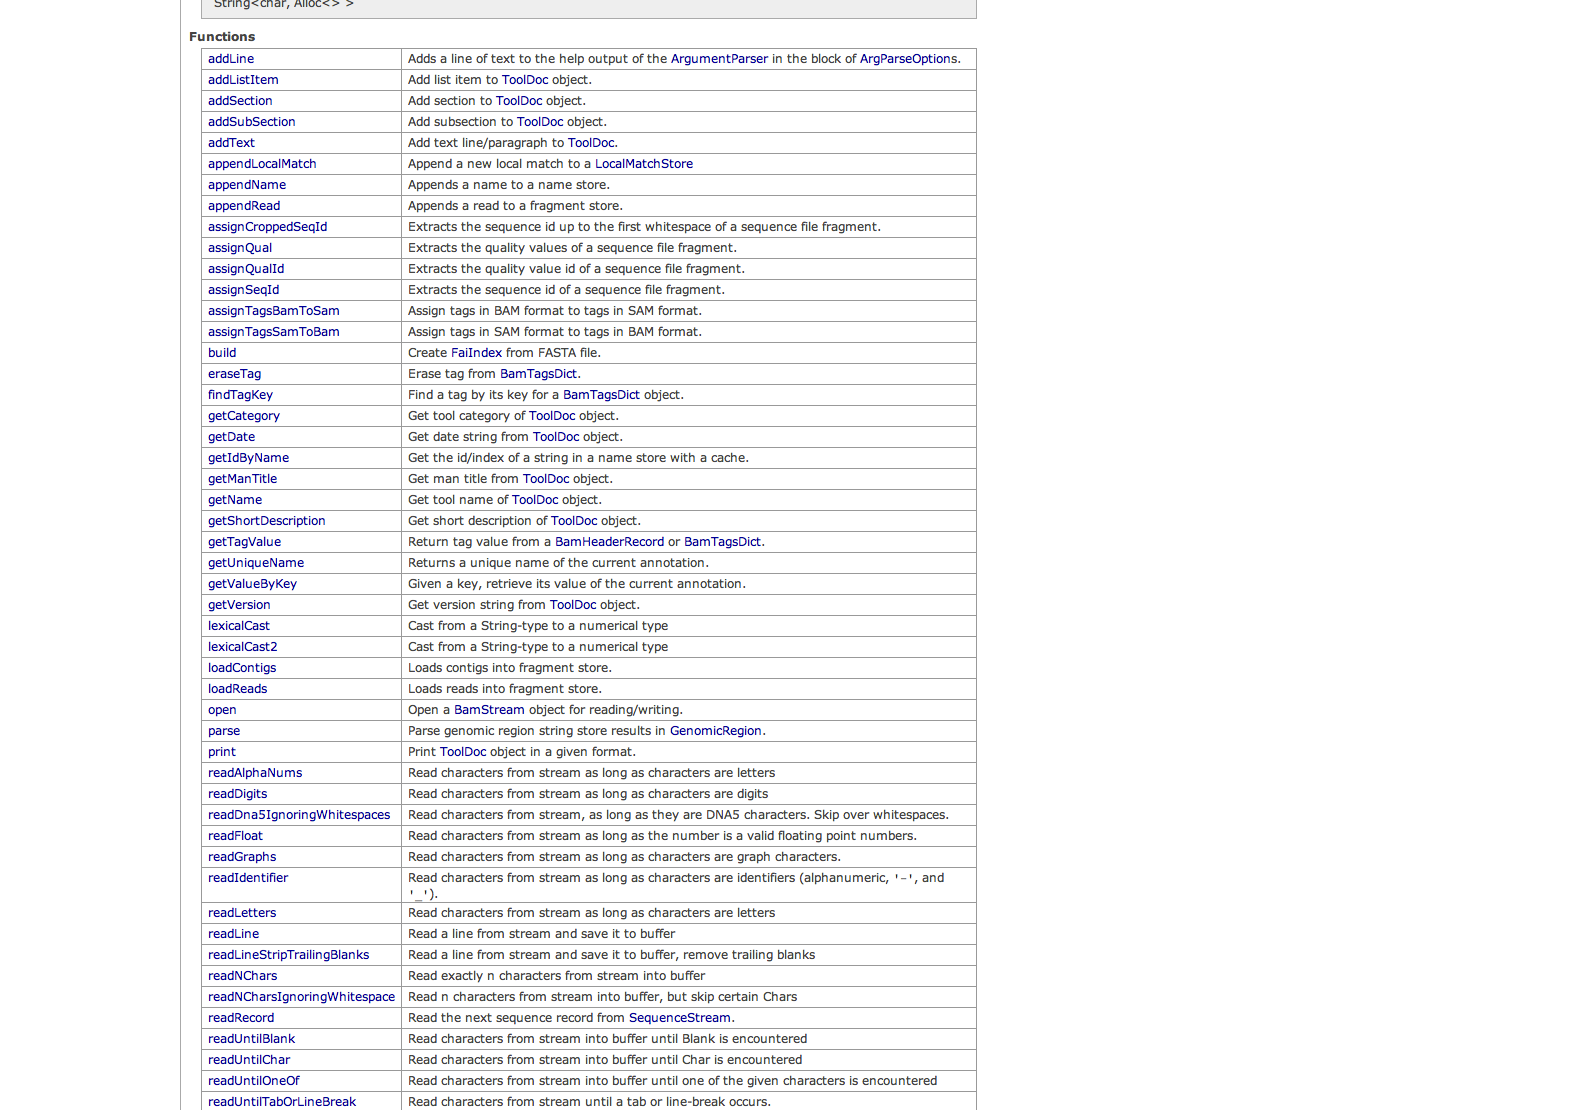 String<char, Alloc<> >
Functions
addLine Adds a line of text to the help output of the ArgumentParser in the block of ArgParseOptions.
addListItem Add list item to ToolDoc object.
addSection Add section to ToolDoc object.
addSubSection Add subsection to ToolDoc object.
addText Add text line/paragraph to ToolDoc.
appendLocalMatch Append a new local match to a LocalMatchStore
appendName Appends a name to a name store.
appendRead Appends a read to a fragment store.
assignCroppedSeqId Extracts the sequence id up to the first whitespace of a sequence file fragment.
assignQual Extracts the quality values of a sequence file fragment.
assignQualId Extracts the quality value id of a sequence file fragment.
assignSeqId Extracts the sequence id of a sequence file fragment.
assignTagsBamToSam Assign tags in BAM format to tags in SAM format.
assignTagsSamToBam Assign tags in SAM format to tags in BAM format.
build Create FaiIndex from FASTA file.
eraseTag Erase tag from BamTagsDict.
findTagKey Find a tag by its key for a BamTagsDict object.
getCategory Get tool category of ToolDoc object.
getDate Get date string from ToolDoc object.
getIdByName Get the id/index of a string in a name store with a cache.
getManTitle Get man title from ToolDoc object.
getName Get tool name of ToolDoc object.
getShortDescription Get short description of ToolDoc object.
getTagValue Return tag value from a BamHeaderRecord or BamTagsDict.
getUniqueName Returns a unique name of the current annotation.
getValueByKey Given a key, retrieve its value of the current annotation.
getVersion Get version string from ToolDoc object.
lexicalCast Cast from a String-type to a numerical type
lexicalCast2 Cast from a String-type to a numerical type
loadContigs Loads contigs into fragment store.
loadReads Loads reads into fragment store.
open Open a BamStream object for reading/writing.
parse Parse genomic region string store results in GenomicRegion.
print Print ToolDoc object in a given format.
readAlphaNums Read characters from stream as long as characters are letters
readDigits Read characters from stream as long as characters are digits
readDna5IgnoringWhitespaces Read characters from stream, as long as they are DNA5 characters. Skip over whitespaces.
readFloat Read characters from stream as long as the number is a valid floating point numbers.
readGraphs Read characters from stream as long as characters are graph characters.
readIdentifier Read characters from stream as long as characters are identifiers (alphanumeric, '-', and
'_').
readLetters Read characters from stream as long as characters are letters
readLine Read a line from stream and save it to buffer
readLineStripTrailingBlanks Read a line from stream and save it to buffer, remove trailing blanks
readNChars Read exactly n characters from stream into buffer
readNCharsIgnoringWhitespace Read n characters from stream into buffer, but skip certain Chars
readRecord Read the next sequence record from SequenceStream.
readUntilBlank Read characters from stream into buffer until Blank is encountered
readUntilChar Read characters from stream into buffer until Char is encountered
readUntilOneOf Read characters from stream into buffer until one of the given characters is encountered
readUntilTabOrLineBreak Read characters from stream until a tab or line-break occurs.